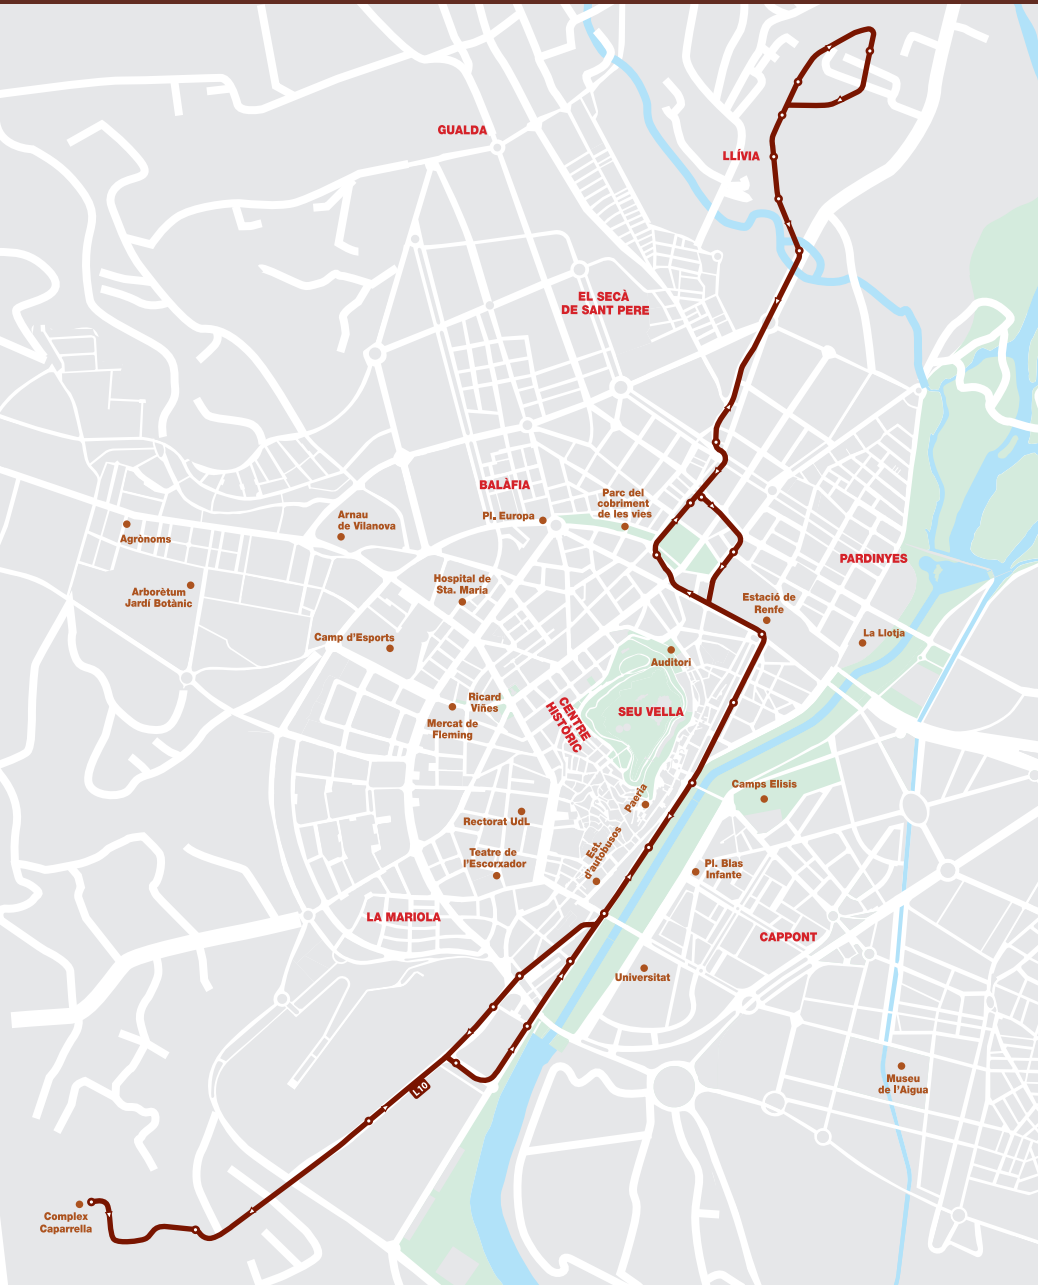 GUALDA
LLÍVIA
EL SECÀ
DE SANT PERE
BALÀFIA
Parc del
cobriment
de les vies
Pl. Europa
Arnau
de Vilanova
Agrònoms
PARDINYES
Hospital de
Sta. Maria
Arborètum
Jardí Botànic
Estació de
Renfe
Camp d'Esports
La Llotja
Auditori
Ricard
Viñes
CENTRE
HISTÒRIC
SEU VELLA
Mercat de
Fleming
Camps Elisis
Paeria
Rectorat UdL
Est.
d'autobusos
Teatre de
l'Escorxador
Pl. Blas
Infante
LA MARIOLA
CAPPONT
Universitat
L10
Museu
de l'Aigua
Complex
Caparrella